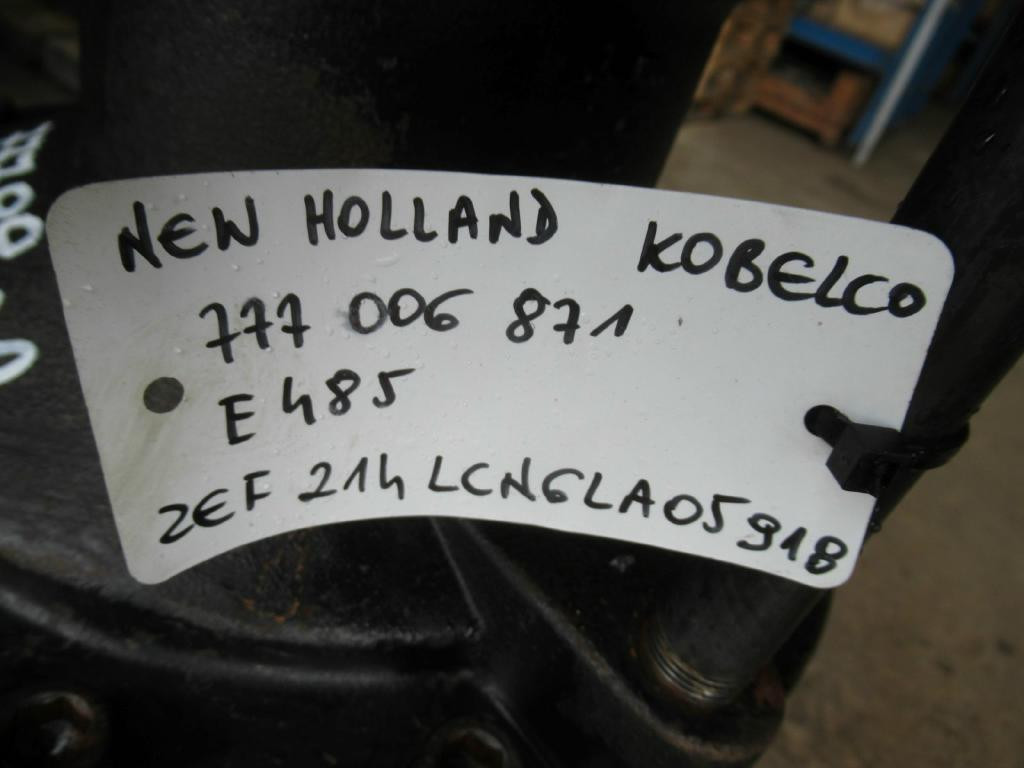 NEW HOLLAND KOBELCO
777 006 871
E485
ZEF 214 LCN6LA05918